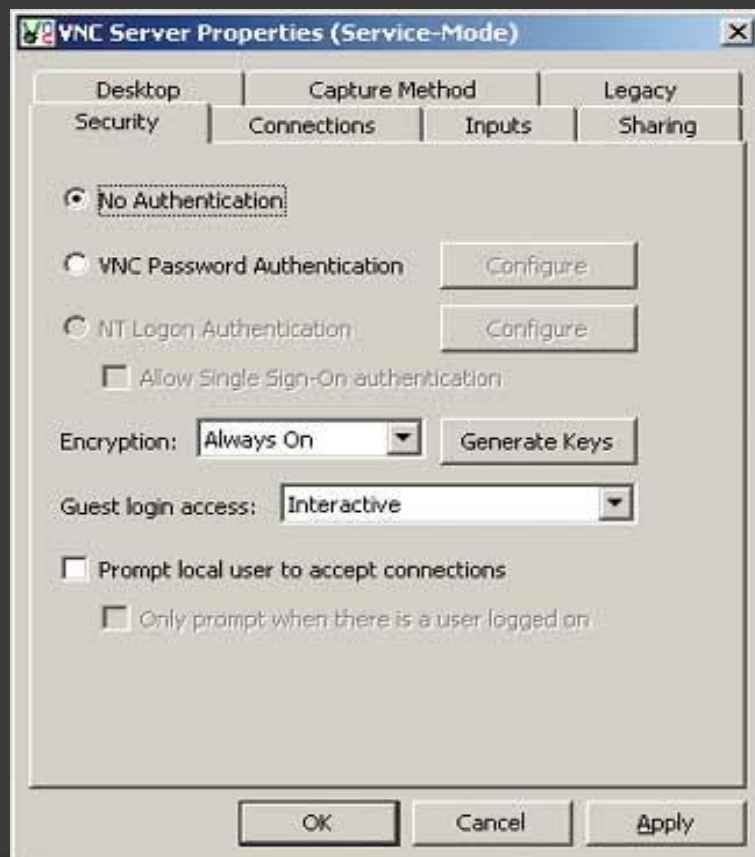 VNC Server Properties (Service-Mode)
Desktop Capture Method Legacy
Security Connections Inputs Sharing
No Authentication
VNC Password Authentication Configure
NT Logon Authentication Configure
Allow Single Sign-On authentication
Encryption: Always On Generate Keys
Guest login access: Interactive
Prompt local user to accept connections
Only prompt when there is a user logged on
OK Cancel Apply